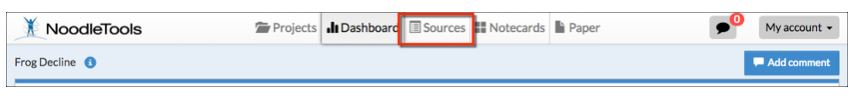 NoodleTools Projects Dashboard Sources Notecards Paper 0 My account
Frog Decline Add comment